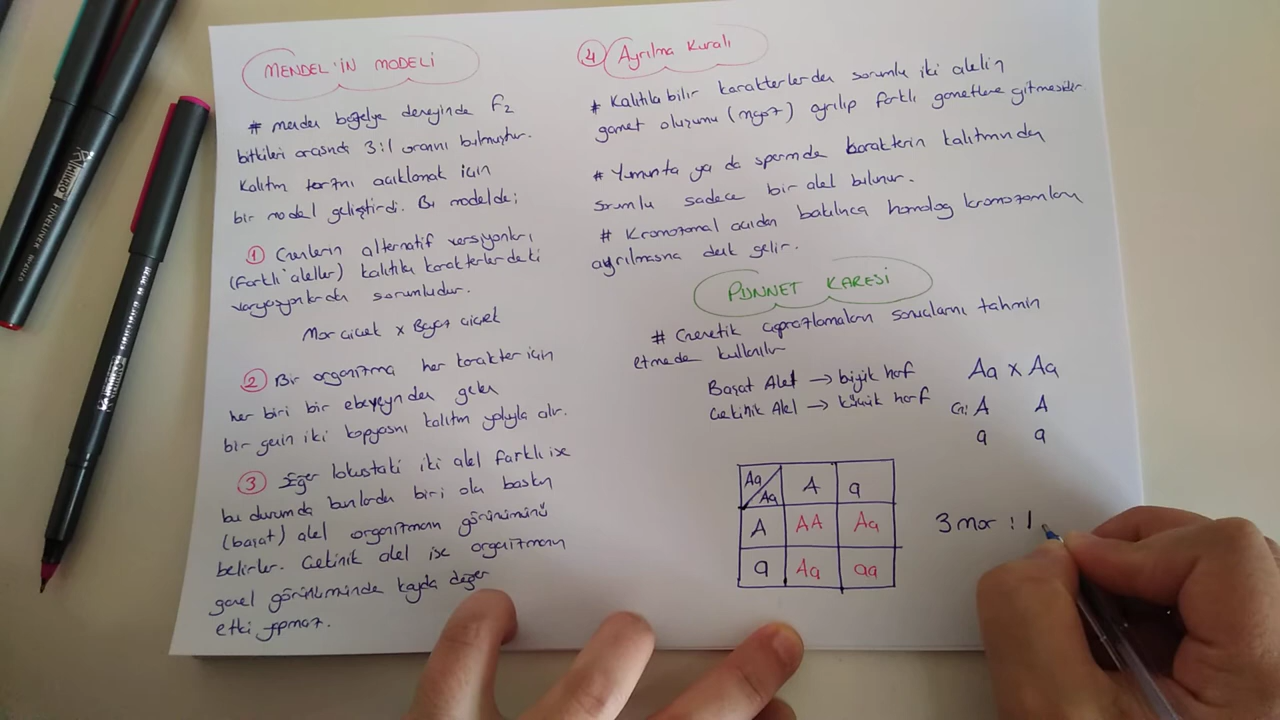 MENDEL'İN MODELİ
# mendel bezelye deneyinde F2
bitkileri arasında 3:1 oranını bulmuştur.
Kalıtım tarzını açıklamak için
bir model geliştirdi. Bu modelde;
1 Genlerin alternatif versiyonları
(farklı aleller) kalıtılan karakterlerdeki
varyasyonlardan sorumludur.
Mor çiçek x Beyaz çiçek
2 Bir organizma her karakter için
her biri bir ebeveynden gelen
bir genin iki kopyasını kalıtım yoluyla alır.
3 Eğer lokustaki iki alel farklı ise
bu durumda bunlardan biri olan baskın
(başat) alel organizmanın görünümünü
belirler. Çekinik alel ise organizmanın
genel görünümünde kayda değer
etki yapmaz.
4 Ayrılma Kuralı
# Kalıtılabilir karakterlerden sorumlu iki alelin
gamet oluşumu (mayoz) ayrılıp farklı gametlere gitmesidir.
# Yumurta ya da spermde karakterin kalıtımından
sorumlu sadece bir alel bulunur.
# Kromozomal açıdan bakılınca homolog kromozomların
ayrılmasına denk gelir.
PUNNET KARESİ
# Genetik çaprazlamaların sonuçlarını tahmin
etmede kullanılır
Başat Alel → büyük harf
Çekinik Alel → küçük harf
Aa x Aa
G: A A
a a
Aa Aa A a
A AA Aa
a Aa aa
3 mor : 1